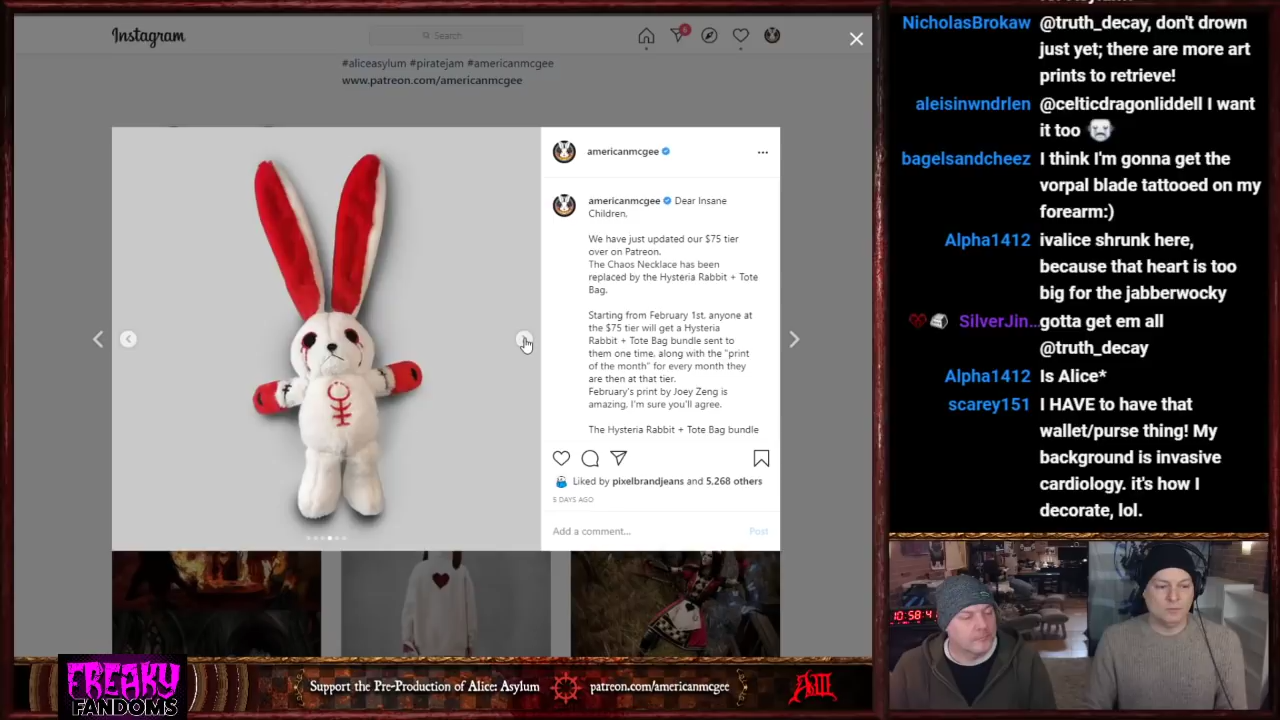 Instagram
Search
6
#aliceasylum #piratejam #americanmcgee
www.patreon.com/americanmcgee
americanmcgee
americanmcgee Dear Insane
Children,
We have just updated our $75 tier
over on Patreon.
The Chaos Necklace has been
replaced by the Hysteria Rabbit + Tote
Bag.
Starting from February 1st, anyone at
the $75 tier will get a Hysteria
Rabbit + Tote Bag bundle sent to
them one time, along with the "print
of the month" for every month they
are then at that tier.
February's print by Joey Zeng is
amazing, I'm sure you'll agree.
The Hysteria Rabbit + Tote Bag bundle
Liked by pixelbrandjeans and 5.268 others
5 DAYS AGO
Add a comment...
Post
NicholasBrokaw @truth_decay, don't drown
just yet; there are more art
prints to retrieve!
aleisinwndrlen @celticdragonliddell I want
it too
bagelsandcheez I think I'm gonna get the
vorpal blade tattooed on my
forearm:)
Alpha1412 ivalice shrunk here,
because that heart is too
big for the jabberwocky
SilverJin... gotta get em all
@truth_decay
Alpha1412 Is Alice*
scarey151 I HAVE to have that
wallet/purse thing! My
background is invasive
cardiology. it's how I
decorate, lol.
10:58:4
FREAKY
FANDOMS
Support the Pre-Production of Alice: Asylum
patreon.com/americanmcgee